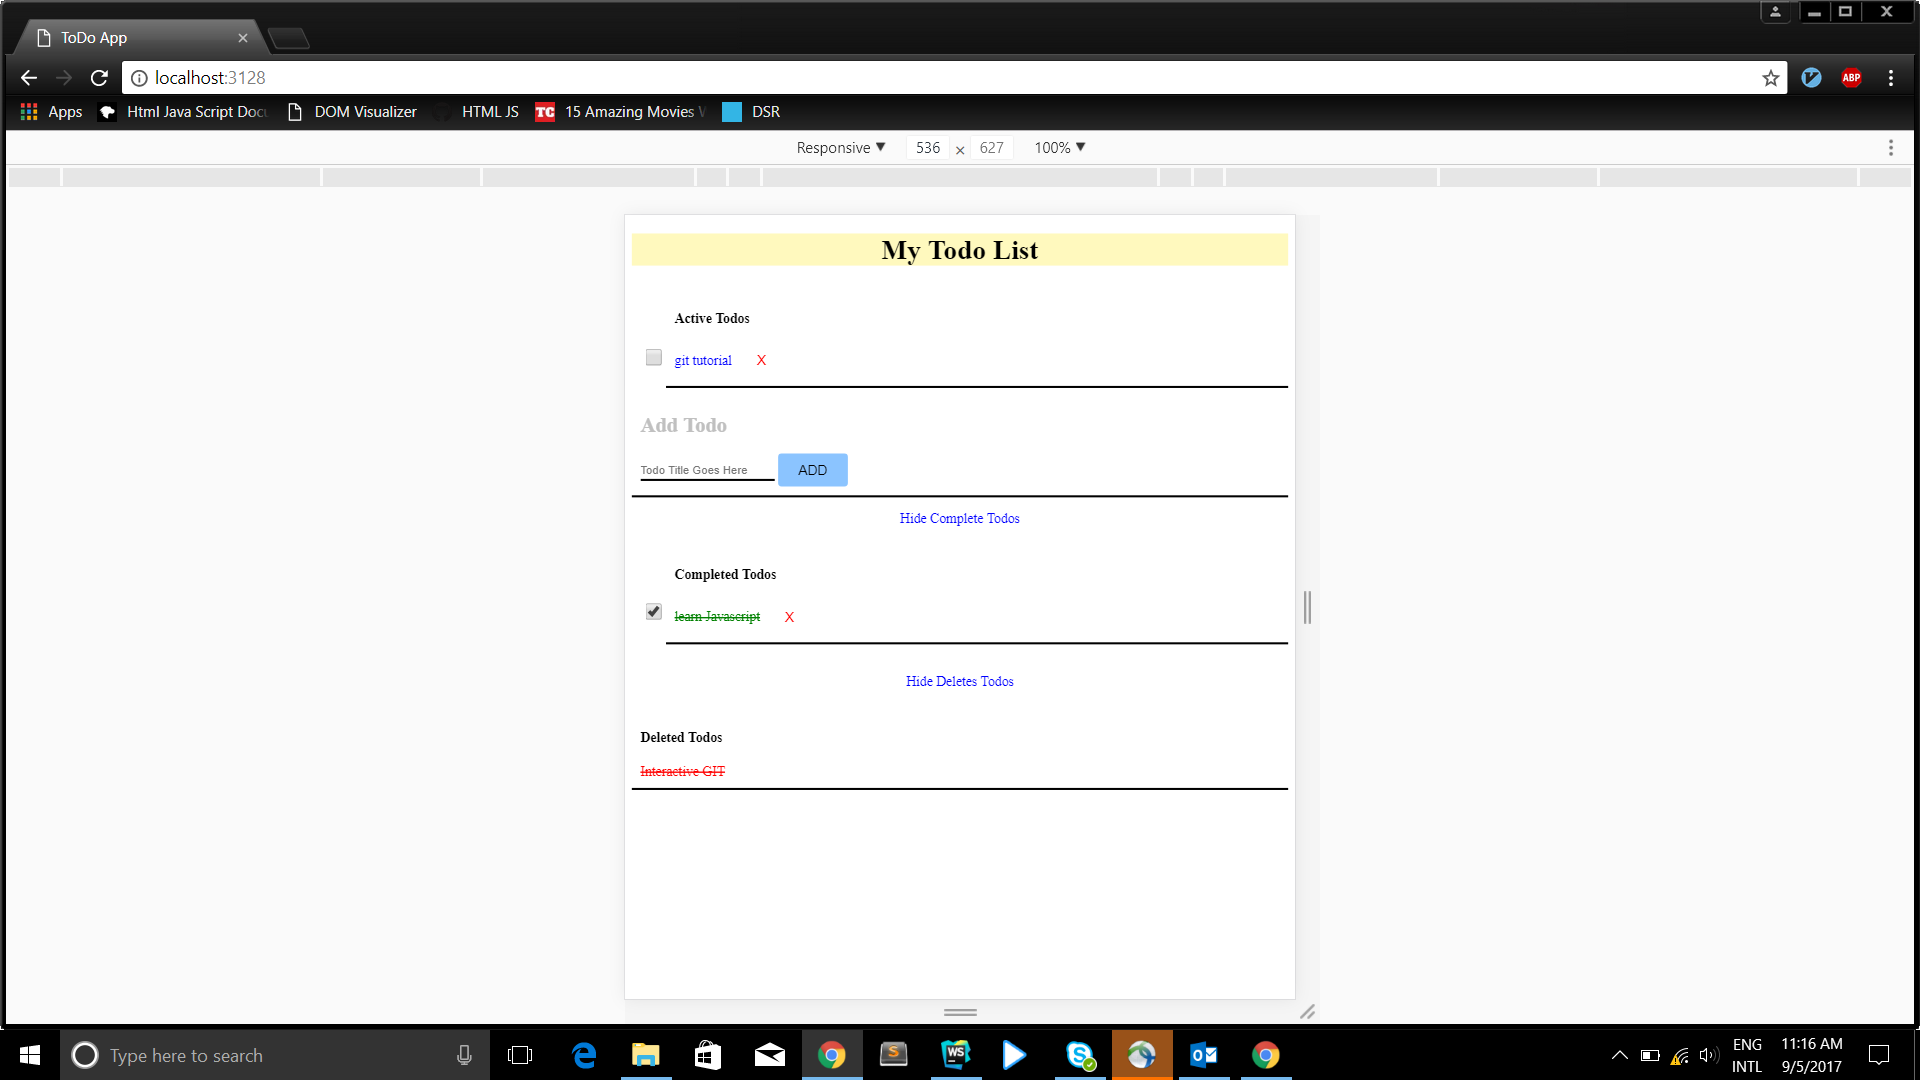 ToDo App
localhost:3128
ABP
Apps Html Java Script Docu DOM Visualizer HTML JS TC 15 Amazing Movies DSR
Responsive 536 × 627 100%
My Todo List
Active Todos
git tutorial X
Add Todo
Todo Title Goes Here ADD
Hide Complete Todos
Completed Todos
learn Javascript X
Hide Deletes Todos
Deleted Todos
Interactive GIT
Type here to search
WS
ENG
INTL
11:16 AM
9/5/2017